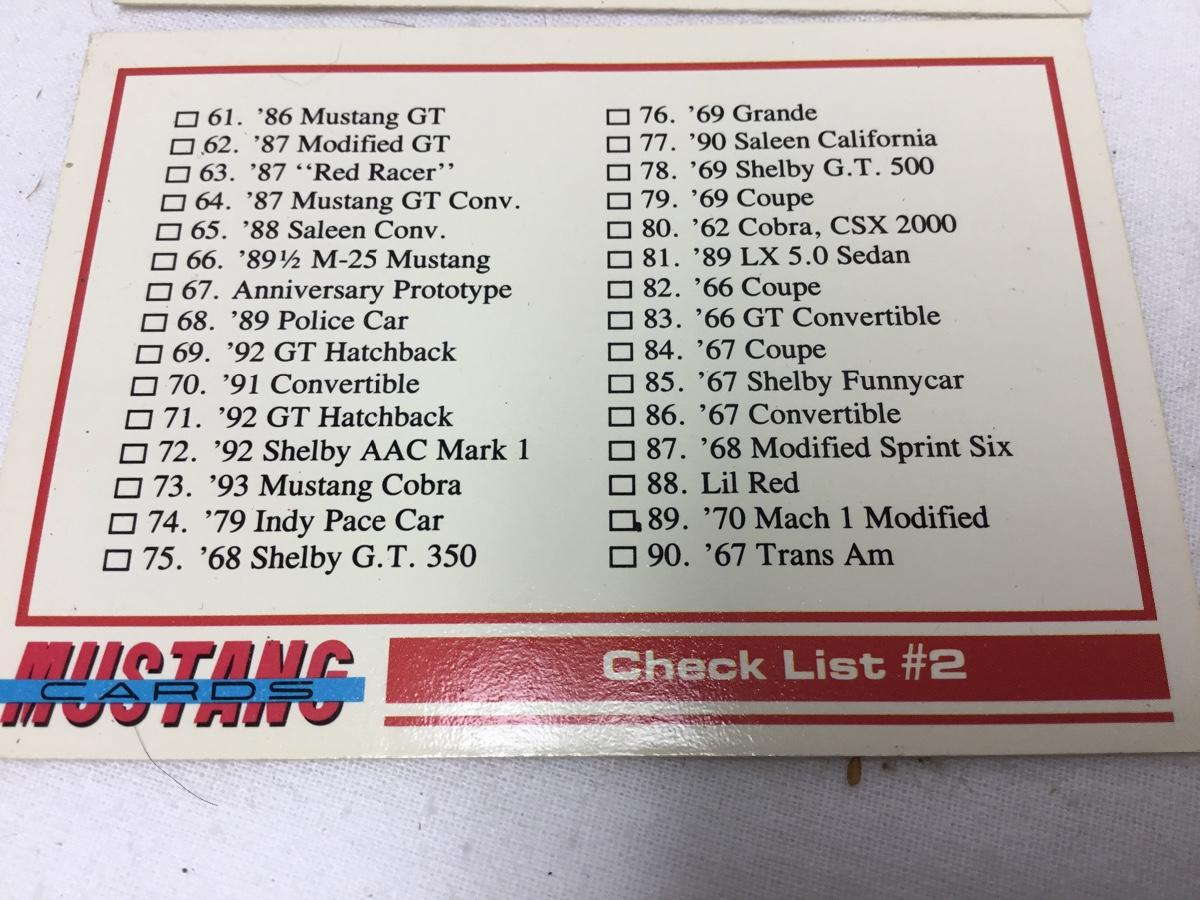 61. '86 Mustang GT
62. '87 Modified GT
63. '87 "Red Racer"
64. '87 Mustang GT Conv.
65. '88 Saleen Conv.
66. '89½ M-25 Mustang
67. Anniversary Prototype
68. '89 Police Car
69. '92 GT Hatchback
70. '91 Convertible
71. '92 GT Hatchback
72. '92 Shelby AAC Mark 1
73. '93 Mustang Cobra
74. '79 Indy Pace Car
75. '68 Shelby G.T. 350
76. '69 Grande
77. '90 Saleen California
78. '69 Shelby G.T. 500
79. '69 Coupe
80. '62 Cobra, CSX 2000
81. '89 LX 5.0 Sedan
82. '66 Coupe
83. '66 GT Convertible
84. '67 Coupe
85. '67 Shelby Funnycar
86. '67 Convertible
87. '68 Modified Sprint Six
88. Lil Red
89. '70 Mach 1 Modified
90. '67 Trans Am
MUSTANG
CARDS
Check List #2